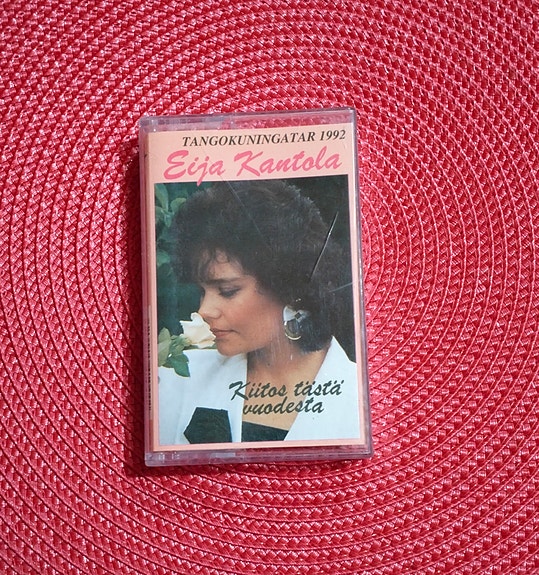 TANGOKUNINGATAR 1992
Eija Kantola
Kiitos tästä
vuodesta